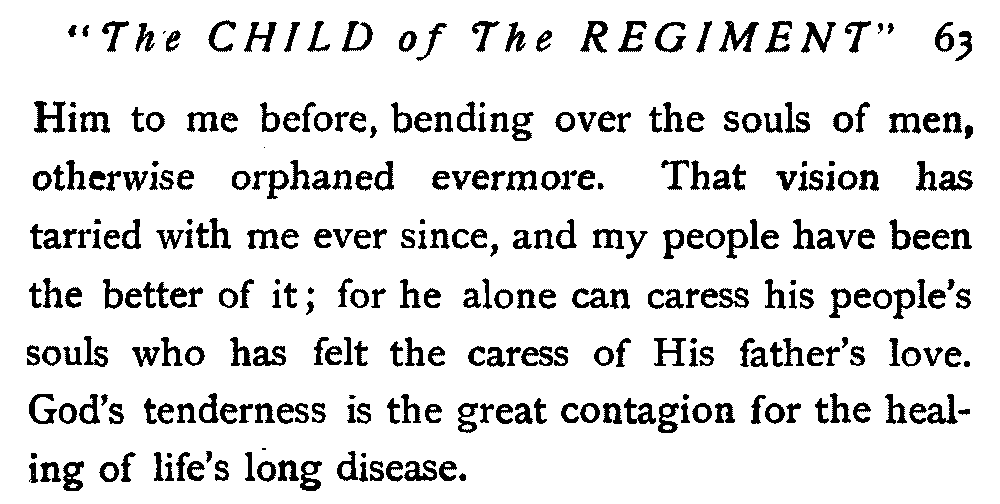 "The CHILD of The REGIMENT" 63
Him to me before, bending over the souls of men,
otherwise orphaned evermore. That vision has
tarried with me ever since, and my people have been
the better of it; for he alone can caress his people's
souls who has felt the caress of His father's love.
God's tenderness is the great contagion for the heal-
ing of life's long disease.